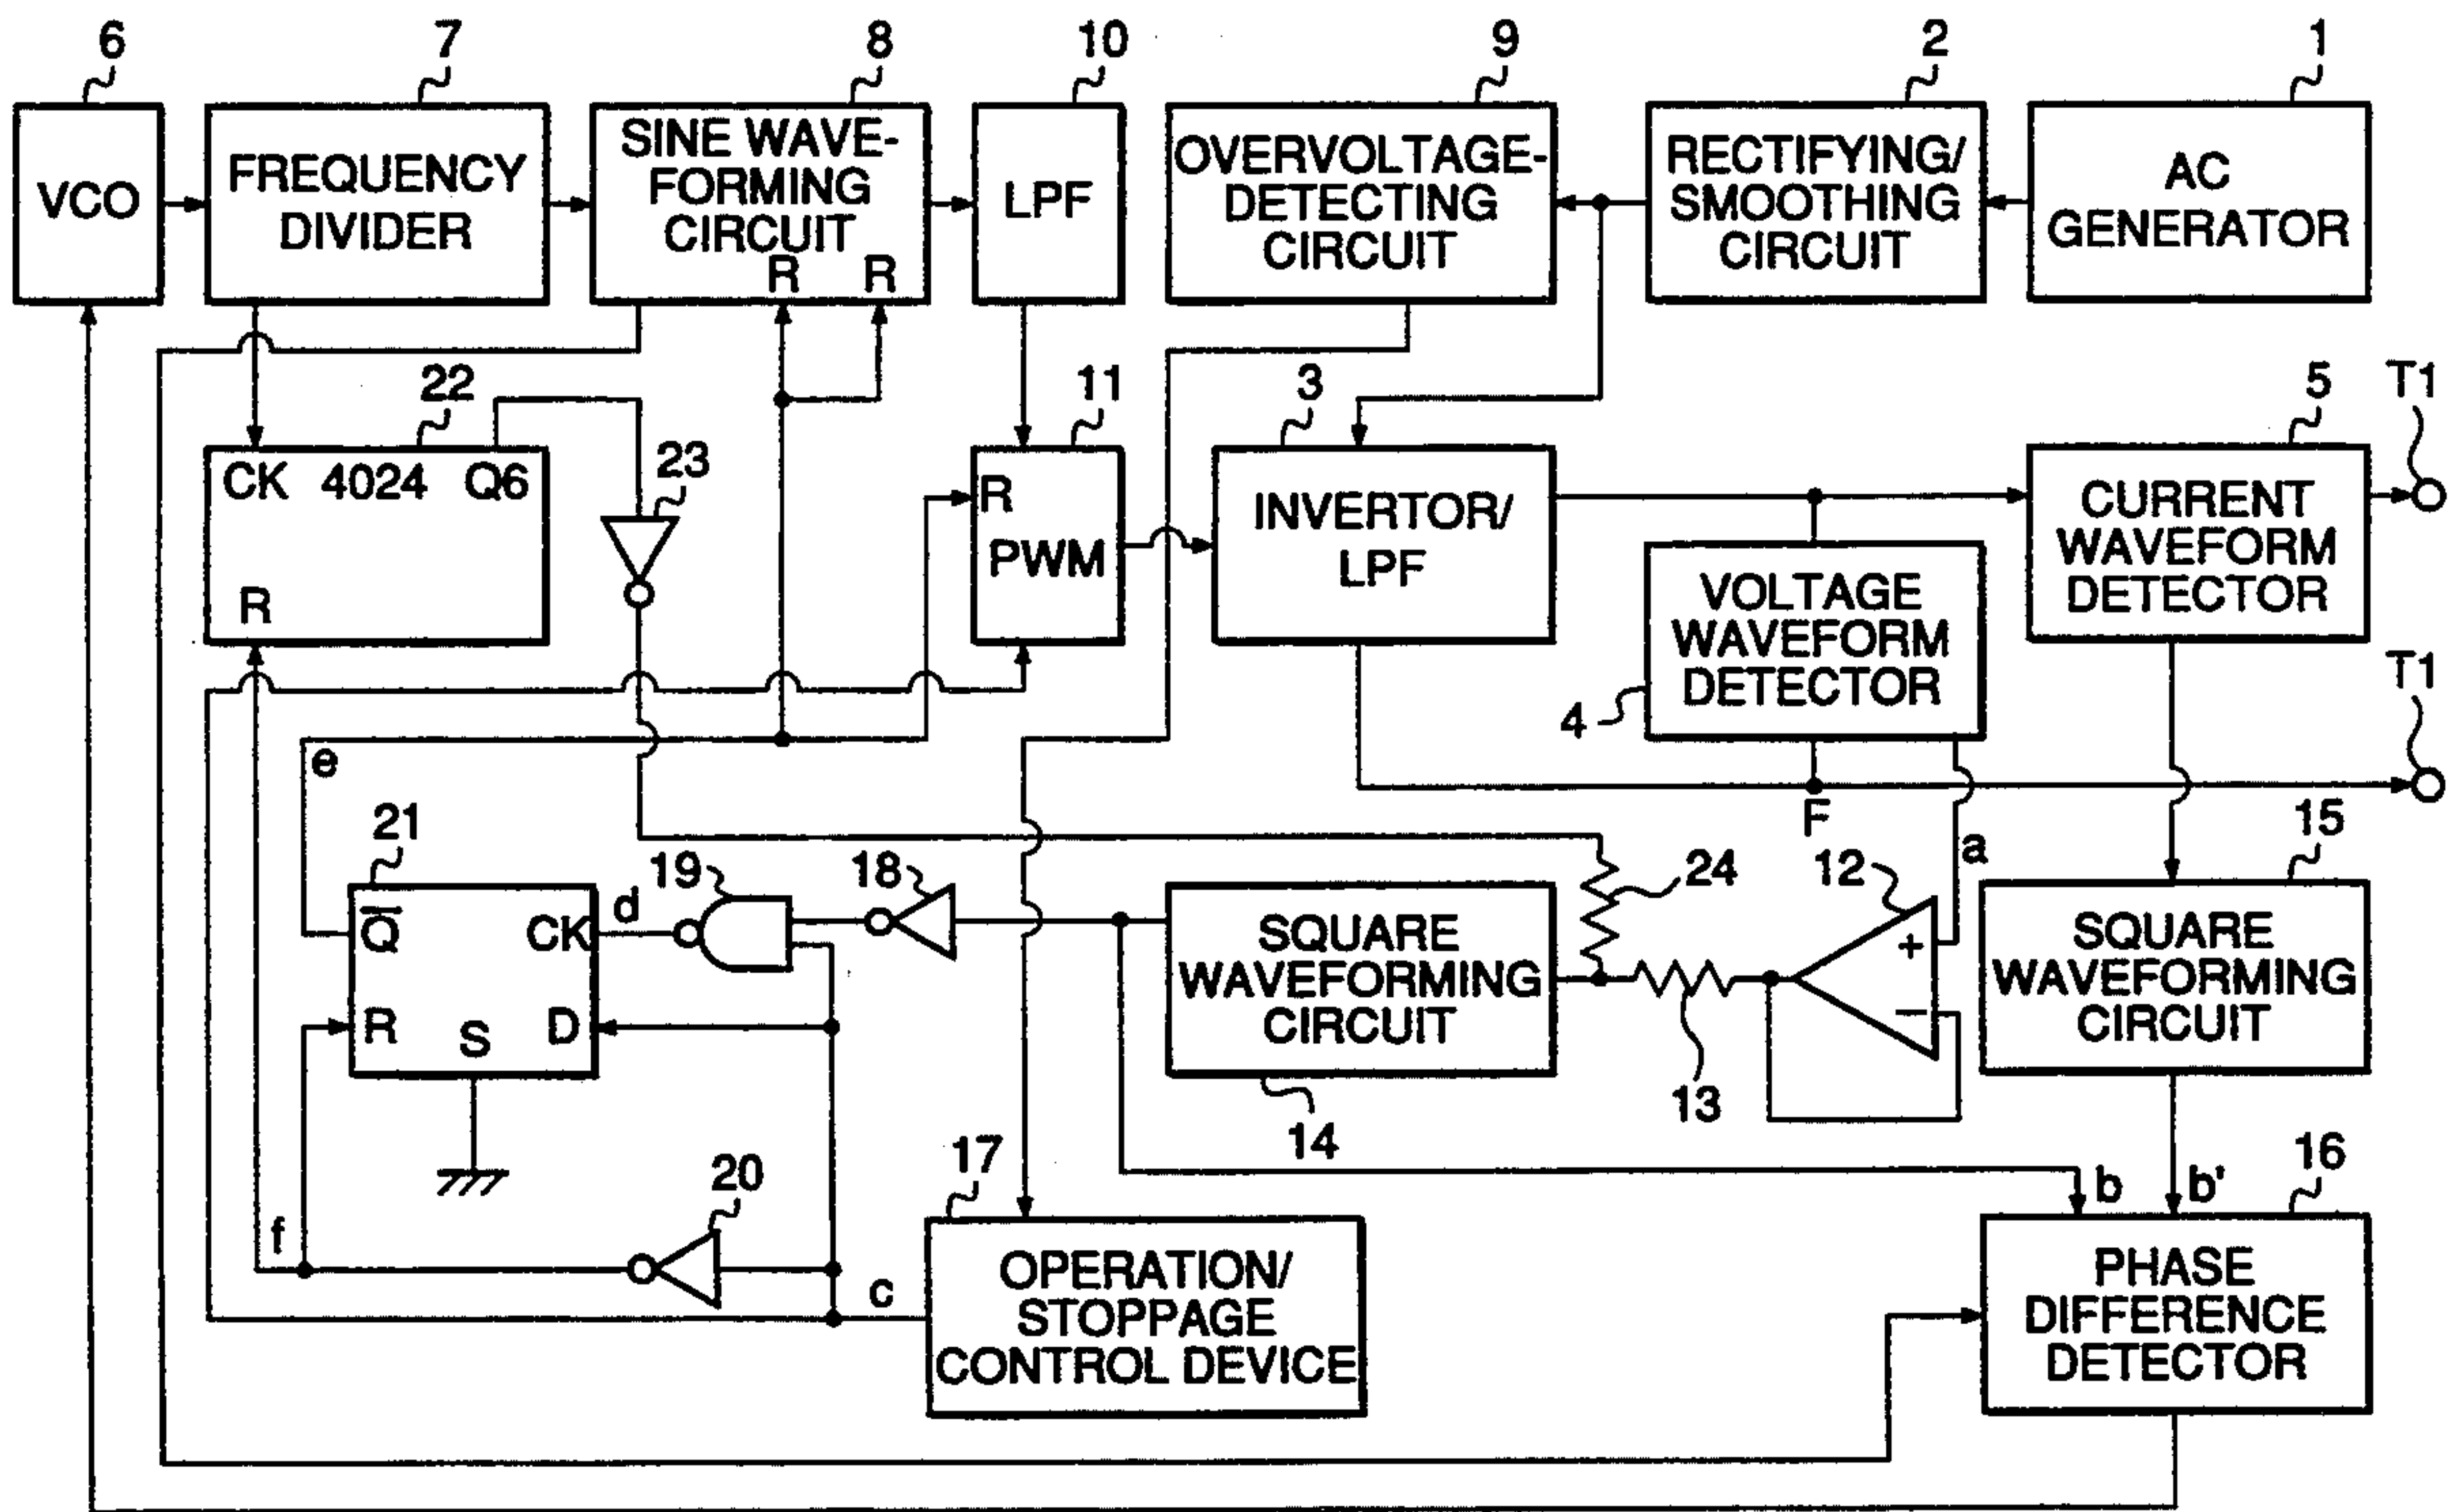 6
7
8
10
9
2
1
VCO
FREQUENCY
DIVIDER
SINE WAVE-
FORMING
CIRCUIT
R
R
LPF
OVERVOLTAGE-
DETECTING
CIRCUIT
RECTIFYING/
SMOOTHING
CIRCUIT
AC
GENERATOR
22
23
11
3
5
T1
CK 4024 Q6
R
R
PWM
INVERTOR/
LPF
VOLTAGE
WAVEFORM
DETECTOR
4
CURRENT
WAVEFORM
DETECTOR
T1
e
F
a
21
19
18
24
12
15
Q
CK
d
R
S
D
SQUARE
WAVEFORMING
CIRCUIT
14
13
+
−
SQUARE
WAVEFORMING
CIRCUIT
f
20
17
c
b
b'
16
OPERATION/
STOPPAGE
CONTROL DEVICE
PHASE
DIFFERENCE
DETECTOR